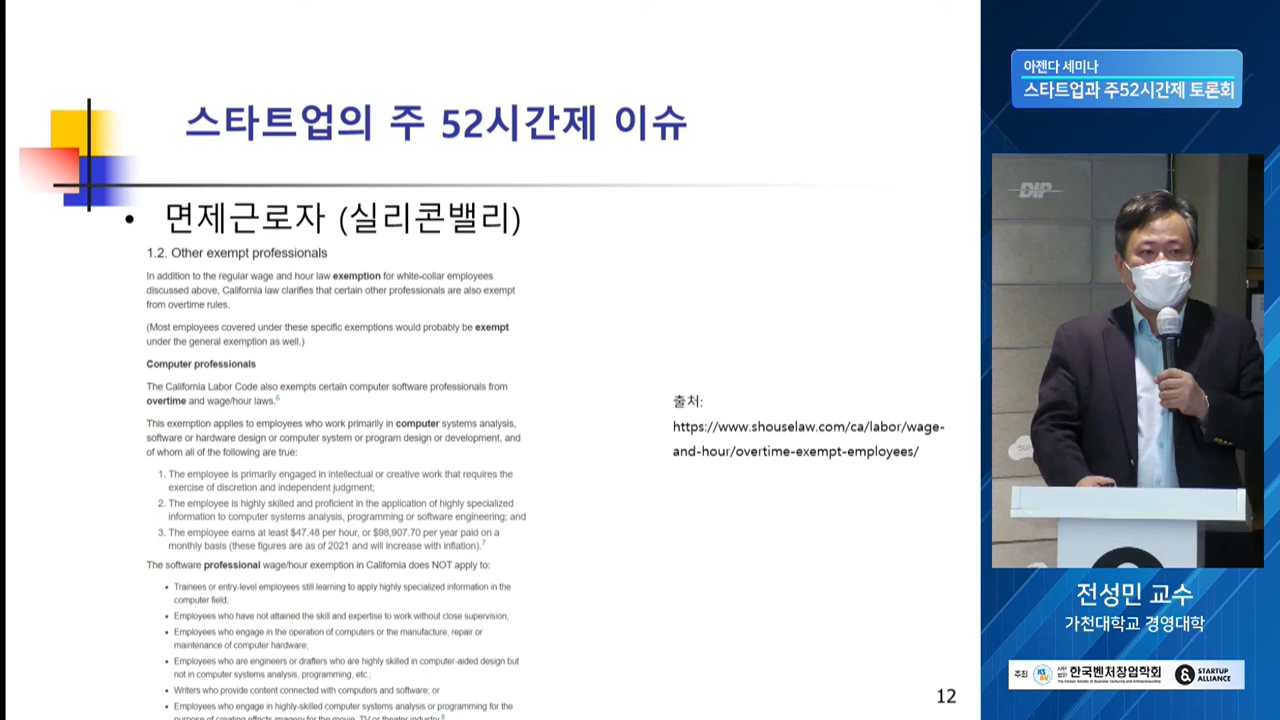 스타트업의 주 52시간제 이슈
• 면제근로자 (실리콘밸리)
1.2. Other exempt professionals
In addition to the regular wage and hour law exemption for white-collar employees
discussed above, California law clarifies that certain other professionals are also exempt
from overtime rules.
(Most employees covered under these specific exemptions would probably be exempt
under the general exemption as well.)
Computer professionals
The California Labor Code also exempts certain computer software professionals from
overtime and wage/hour laws.6
This exemption applies to employees who work primarily in computer systems analysis,
software or hardware design or computer system or program design or development, and
of whom all of the following are true:
1. The employee is primarily engaged in intellectual or creative work that requires the
exercise of discretion and independent judgment;
2. The employee is highly skilled and proficient in the application of highly specialized
information to computer systems analysis, programming or software engineering; and
3. The employee earns at least $47.48 per hour, or $98,907.70 per year paid on a
monthly basis (these figures are as of 2021 and will increase with inflation).7
The software professional wage/hour exemption in California does NOT apply to:
• Trainees or entry-level employees still learning to apply highly specialized information in the
computer field;
• Employees who have not attained the skill and expertise to work without close supervision;
• Employees who engage in the operation of computers or the manufacture, repair or
maintenance of computer hardware;
• Employees who are engineers or drafters who are highly skilled in computer-aided design but
not in computer systems analysis, programming, etc.;
• Writers who provide content connected with computers and software; or
• Employees who engage in highly-skilled computer systems analysis or programming for the
purpose of creating effects imagery for the movie, TV or theater industry.8
출처:
https://www.shouselaw.com/ca/labor/wage-
and-hour/overtime-exempt-employees/
12
아젠다 세미나
스타트업과 주52시간제 토론회
DIP
전성민 교수
가천대학교 경영대학
주최
사단법인 한국벤처창업학회
STARTUP
ALLIANCE